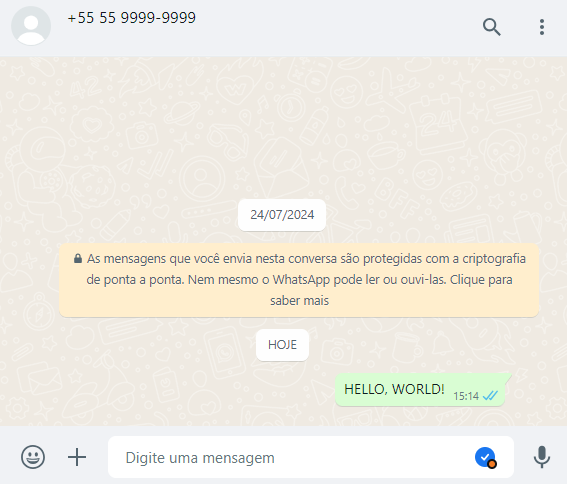 +55 55 9999-9999
24/07/2024
As mensagens que você envia nesta conversa são protegidas com a criptografia
de ponta a ponta. Nem mesmo o WhatsApp pode ler ou ouvi-las. Clique para
saber mais
HOJE
HELLO, WORLD! 15:14
Digite uma mensagem